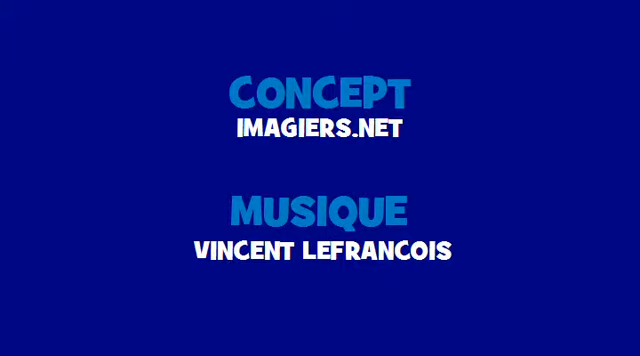 CONCEPT
IMAGIERS.NET
MUSIQUE
VINCENT LEFRANCOIS